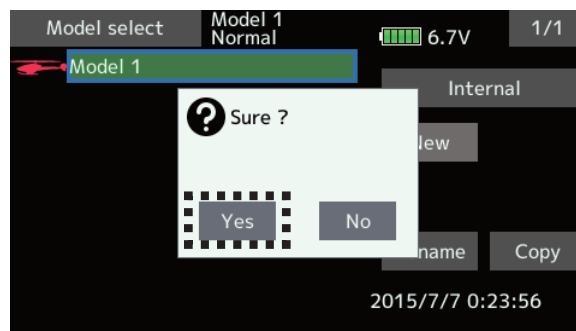 Model select
Model 1
Normal
6.7V
1/1
Model 1
Internal
Sure ?
Yes
No
Copy
2015/7/7 0:23:56